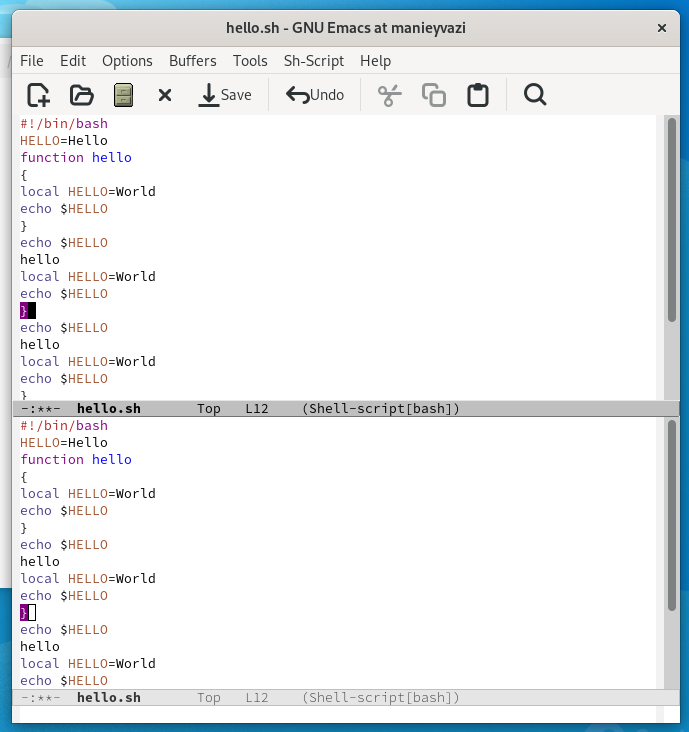 hello.sh - GNU Emacs at manieyvazi ×
File Edit Options Buffers Tools Sh-Script Help
Save Undo
#!/bin/bash
HELLO=Hello
function hello
{
local HELLO=World
echo $HELLO
}
echo $HELLO
hello
local HELLO=World
echo $HELLO
}
echo $HELLO
hello
local HELLO=World
echo $HELLO
}
-:**- hello.sh Top L12 (Shell-script[bash])
#!/bin/bash
HELLO=Hello
function hello
{
local HELLO=World
echo $HELLO
}
echo $HELLO
hello
local HELLO=World
echo $HELLO
}
echo $HELLO
hello
local HELLO=World
echo $HELLO
-:**- hello.sh Top L12 (Shell-script[bash])